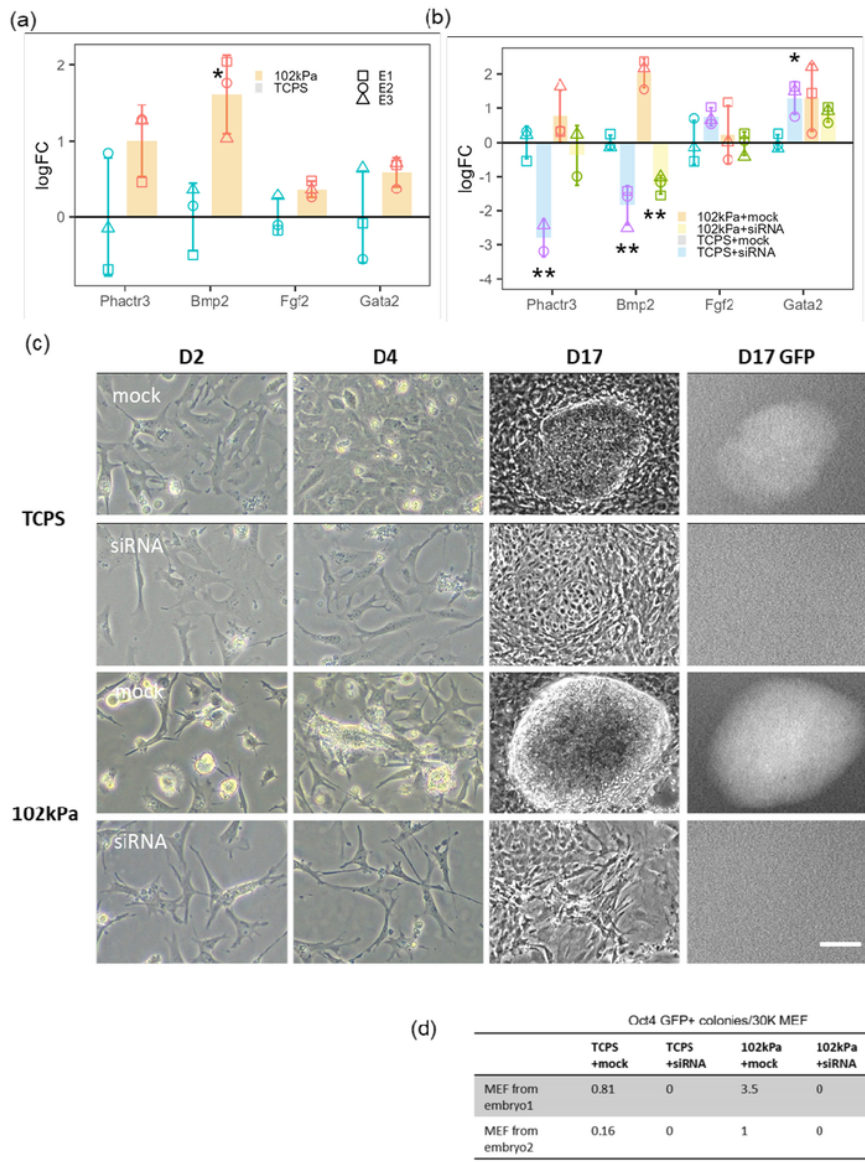 (a)
logFC
2
1
0
*
102kPa
TCPS
E1
E2
E3
Phactr3 Bmp2 Fgf2 Gata2
(b)
logFC
2
1
0
-1
-2
-3
-4
*
**
**
**
102kPa+mock
102kPa+siRNA
TCPS+mock
TCPS+siRNA
Phactr3 Bmp2 Fgf2 Gata2
(c)
D2 D4 D17 D17 GFP
TCPS
mock
siRNA
102kPa
mock
siRNA
(d)
Oct4 GFP+ colonies/30K MEF
TCPS TCPS 102kPa 102kPa
+mock +siRNA +mock +siRNA
MEF from 0.81 0 3.5 0
embryo1
MEF from 0.16 0 1 0
embryo2